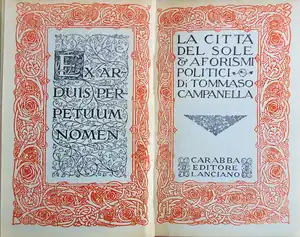 EX AR
DUIS PER
PETUUM
NOMEN
LA CITTÀ
DEL SOLE
& AFORISMI
POLITICI
DI TOMMASO
CAMPANELLA
CARABBA
EDITORE
LANCIANO